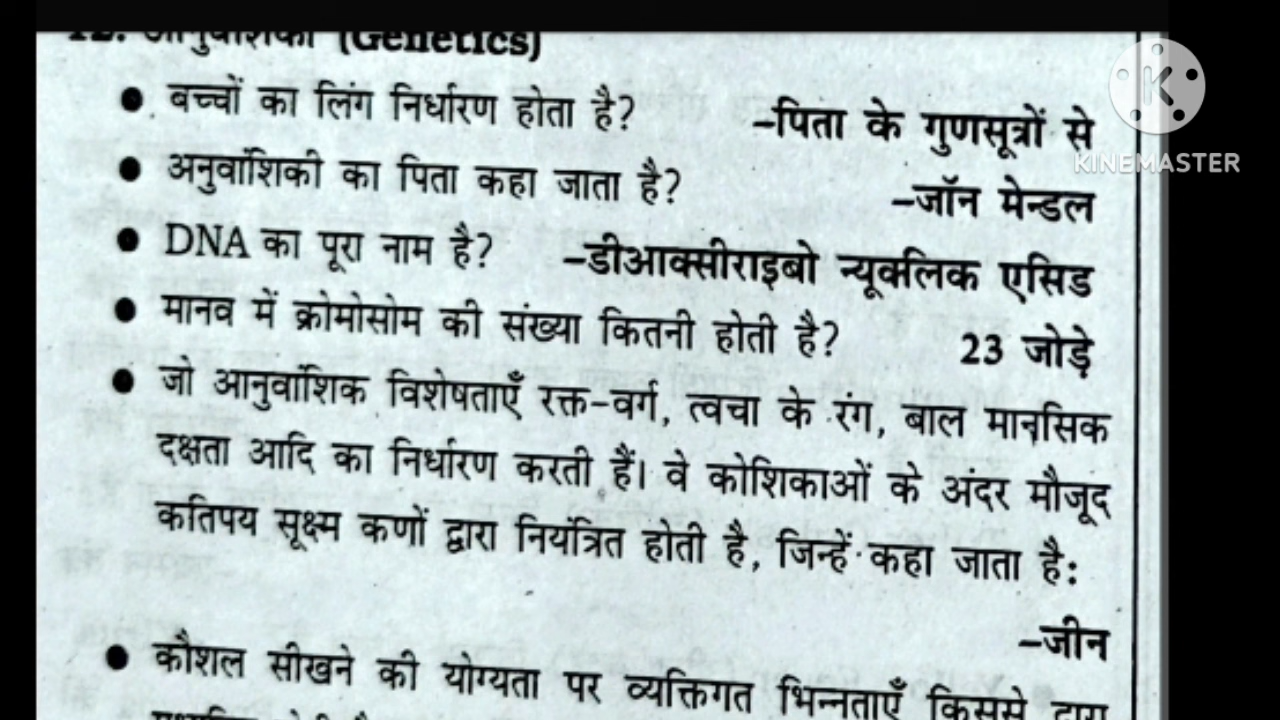 12. आनुवांशिकी (Genetics)
• बच्चों का लिंग निर्धारण होता है? –पिता के गुणसूत्रों से
KINEMASTER
• अनुवांशिकी का पिता कहा जाता है? –जॉन मेन्डल
• DNA का पूरा नाम है? –डीआक्सीराइबो न्यूक्लिक एसिड
• मानव में क्रोमोसोम की संख्या कितनी होती है? 23 जोड़े
• जो आनुवांशिक विशेषताएँ रक्त-वर्ग, त्वचा के रंग, बाल मानसिक
दक्षता आदि का निर्धारण करती हैं। वे कोशिकाओं के अंदर मौजूद
कतिपय सूक्ष्म कणों द्वारा नियंत्रित होती है, जिन्हें कहा जाता है:
–जीन
• कौशल सीखने की योग्यता पर व्यक्तिगत भिन्नताएँ किससे द्वारा